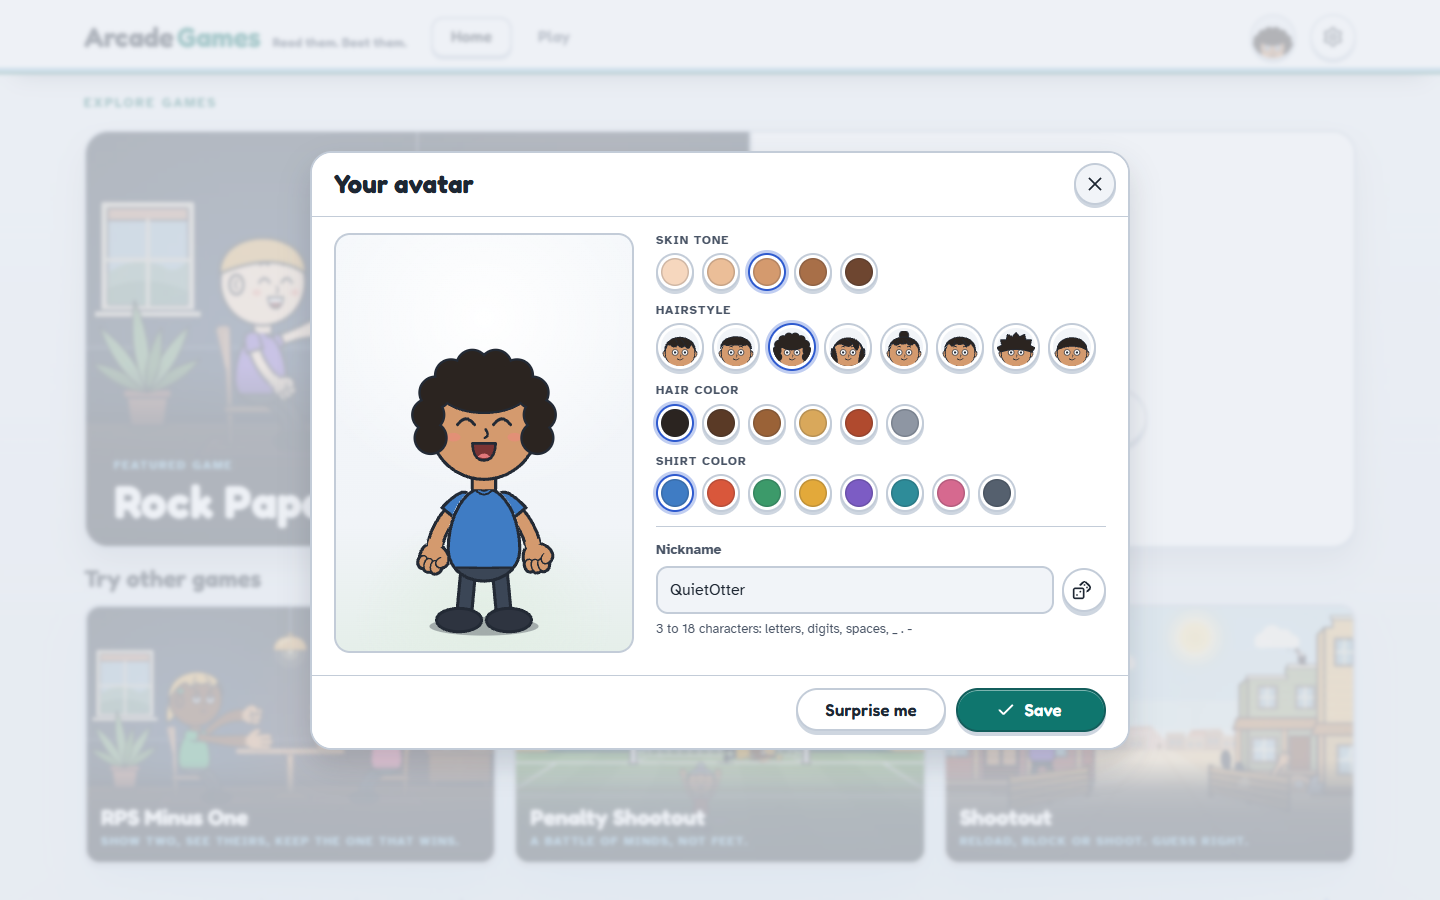 Arcade Games Read them. Beat them. Home Play
EXPLORE GAMES
Your avatar
SKIN TONE
HAIRSTYLE
HAIR COLOR
SHIRT COLOR
Nickname
QuietOtter
3 to 18 characters: letters, digits, spaces, _ . -
Surprise me
Save
FEATURED GAME
Rock Pape
Try other games
RPS Minus One
SHOW TWO, SEE THEIRS, KEEP THE ONE THAT WINS.
Penalty Shootout
A BATTLE OF MINDS, NOT FEET.
Shootout
RELOAD, BLOCK OR SHOOT. GUESS RIGHT.